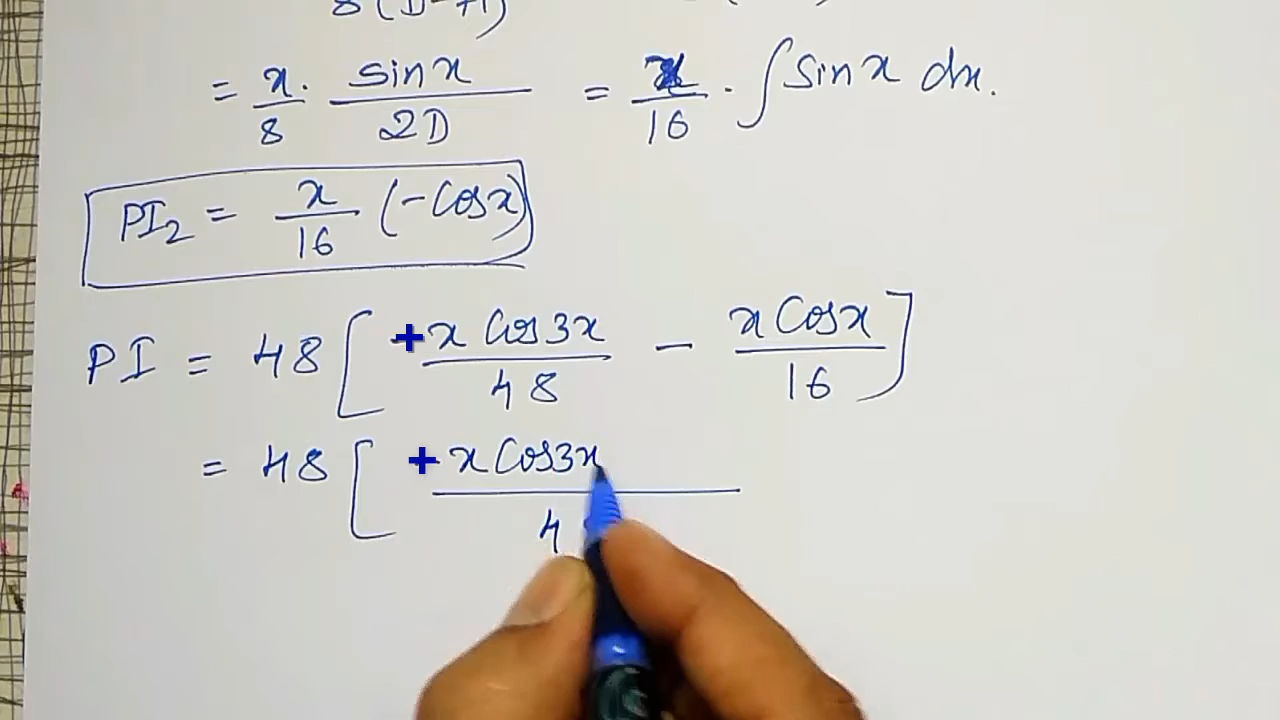 = x/8 · sin x / 2D = x/16 · ∫ sin x dx.
PI₂ = x/16 (-Cos x)
PI = 48 [ +x Cos 3x / 48 - x Cos x / 16 ]
= 48 [ +x Cos 3x / 4